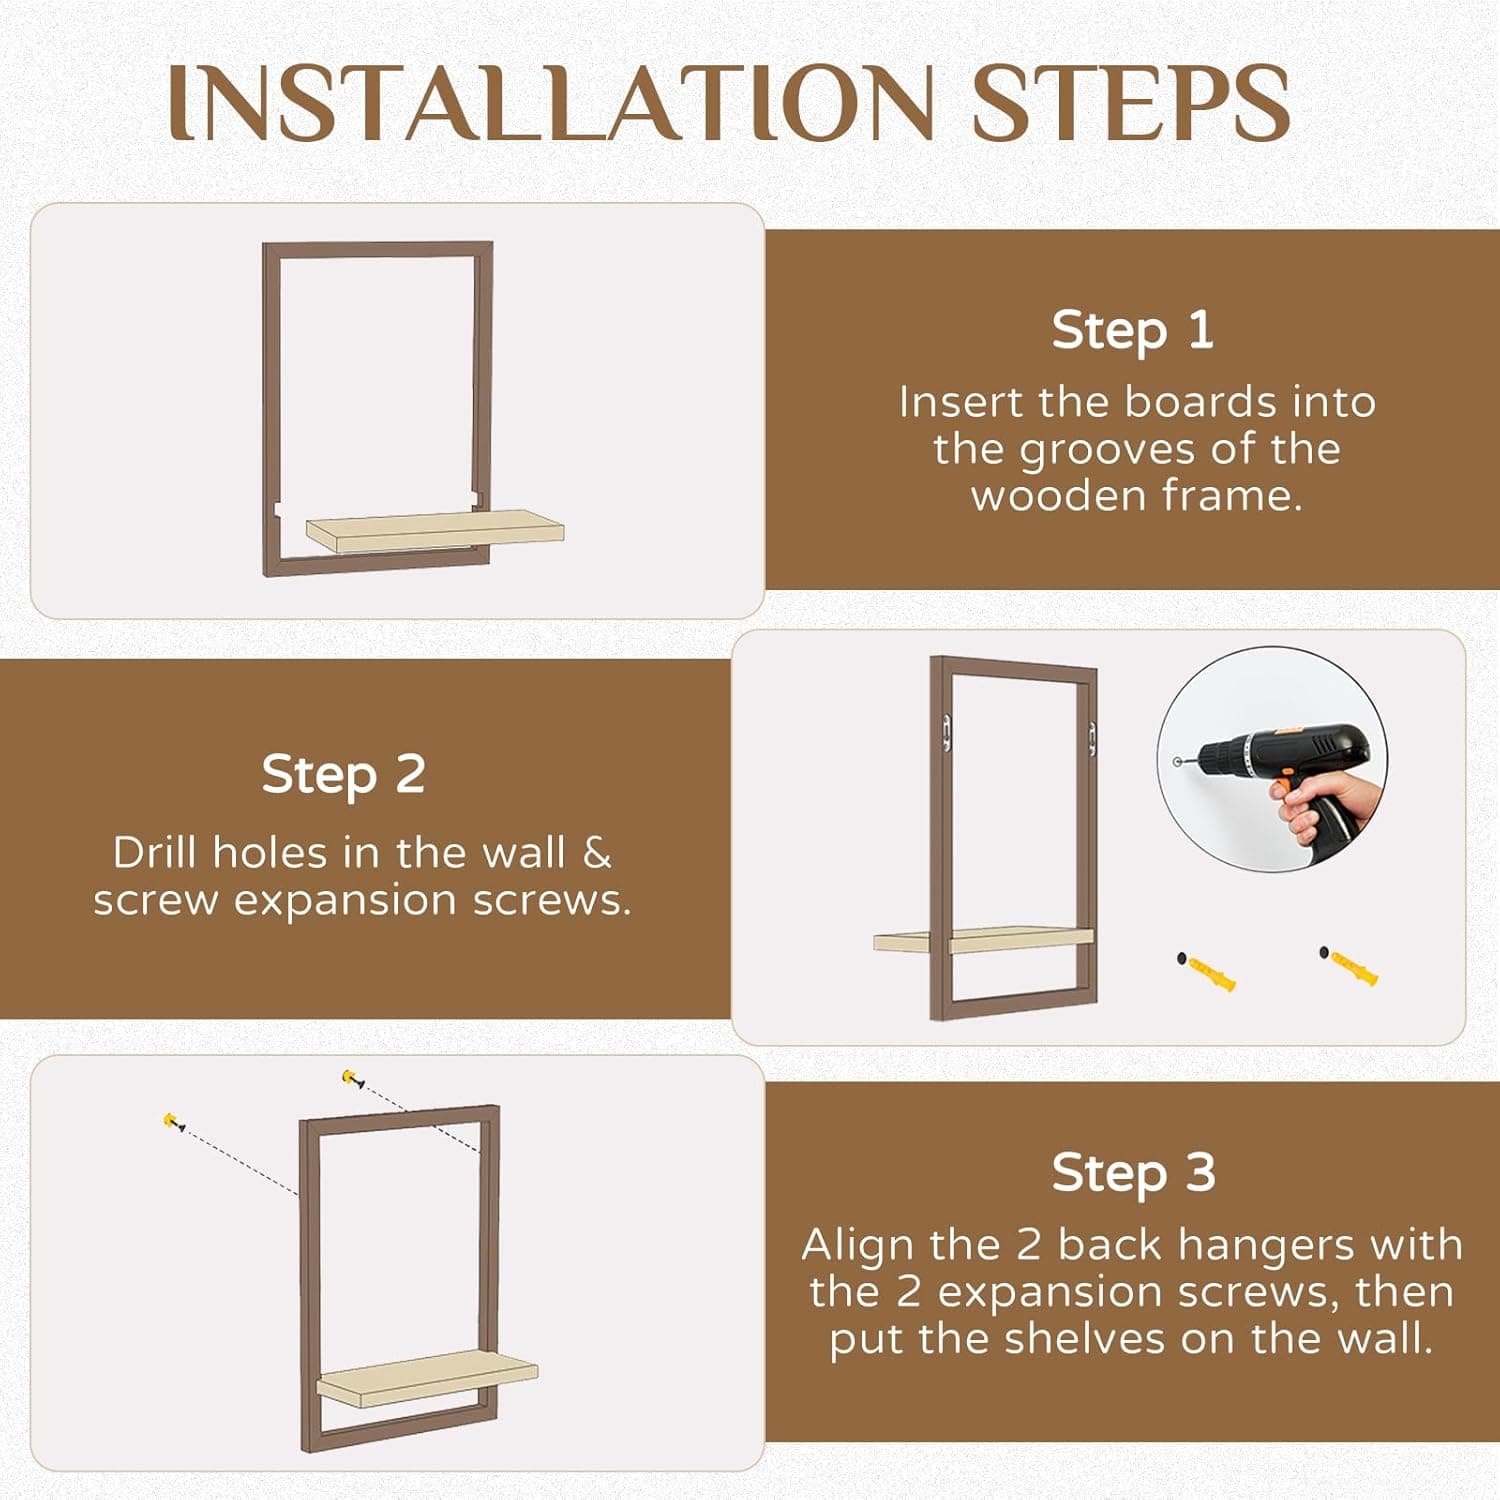 INSTALLATION STEPS
Step 1
Insert the boards into
the grooves of the
wooden frame.
Step 2
Drill holes in the wall &
screw expansion screws.
Step 3
Align the 2 back hangers with
the 2 expansion screws, then
put the shelves on the wall.